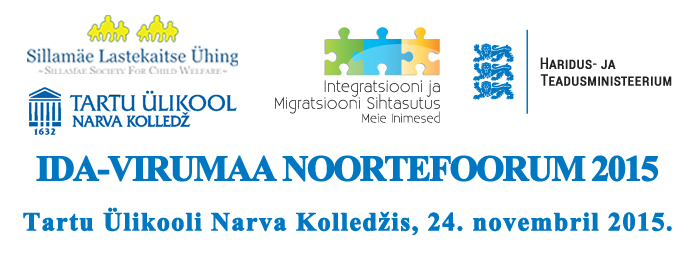 Sillamäe Lastekaitse Ühing
~ Sillamäe Society For Child Welfare ~
TARTU ÜLIKOOL
NARVA KOLLEDŽ
1632
Integratsiooni ja
Migratsiooni Sihtasutus
Meie Inimesed
Haridus- ja
Teadusministeerium
IDA-VIRUMAA NOORTEFOORUM 2015
Tartu Ülikooli Narva Kolledžis, 24. novembril 2015.